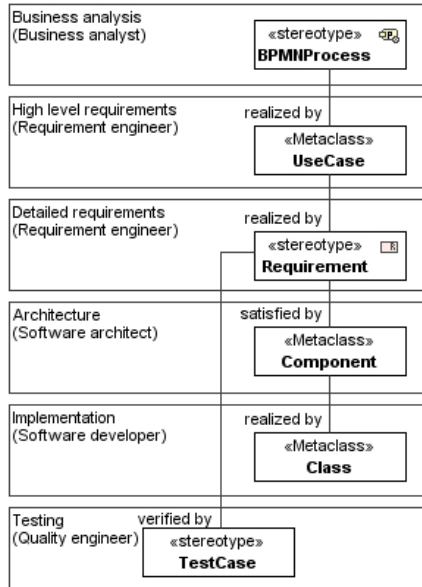 Business analysis
(Business analyst)
«stereotype»
BPMNProcess
High level requirements
(Requirement engineer)
realized by
«Metaclass»
UseCase
Detailed requirements
(Requirement engineer)
realized by
«stereotype»
Requirement
Architecture
(Software architect)
satisfied by
«Metaclass»
Component
Implementation
(Software developer)
realized by
«Metaclass»
Class
Testing
(Quality engineer)
verified by
«stereotype»
TestCase